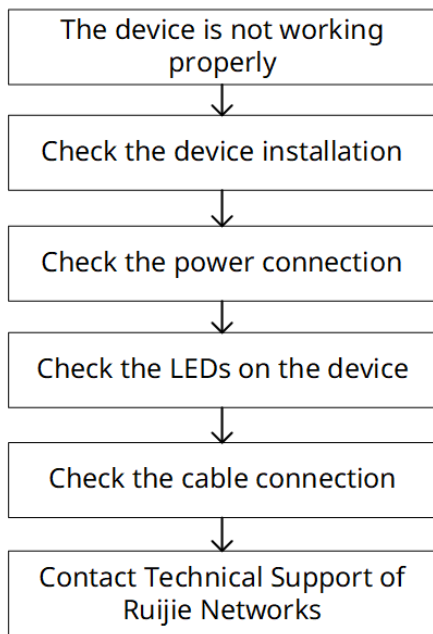 The device is not working
properly
Check the device installation
Check the power connection
Check the LEDs on the device
Check the cable connection
Contact Technical Support of
Ruijie Networks